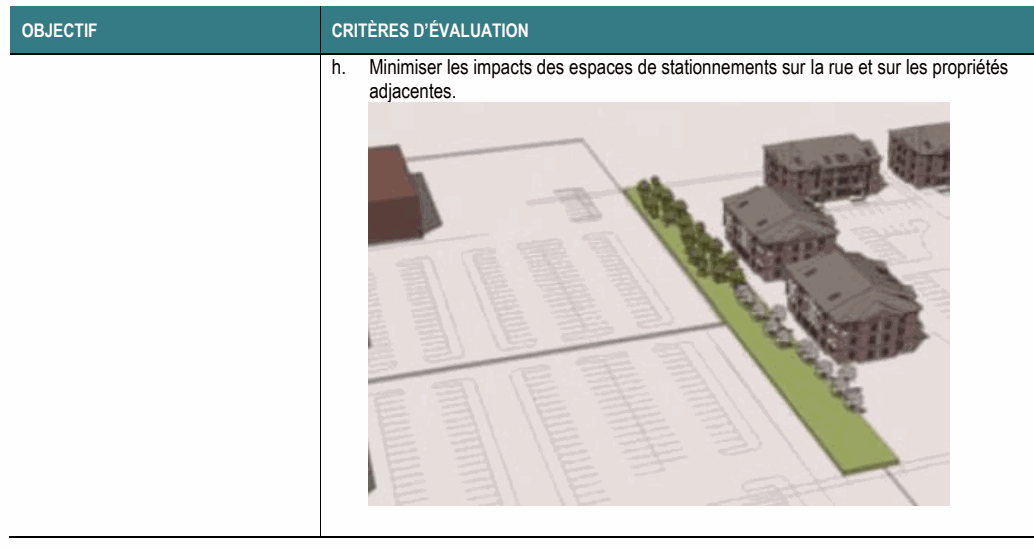 OBJECTIF
CRITÈRES D’ÉVALUATION
h. Minimiser les impacts des espaces de stationnements sur la rue et sur les propriétés
adjacentes.